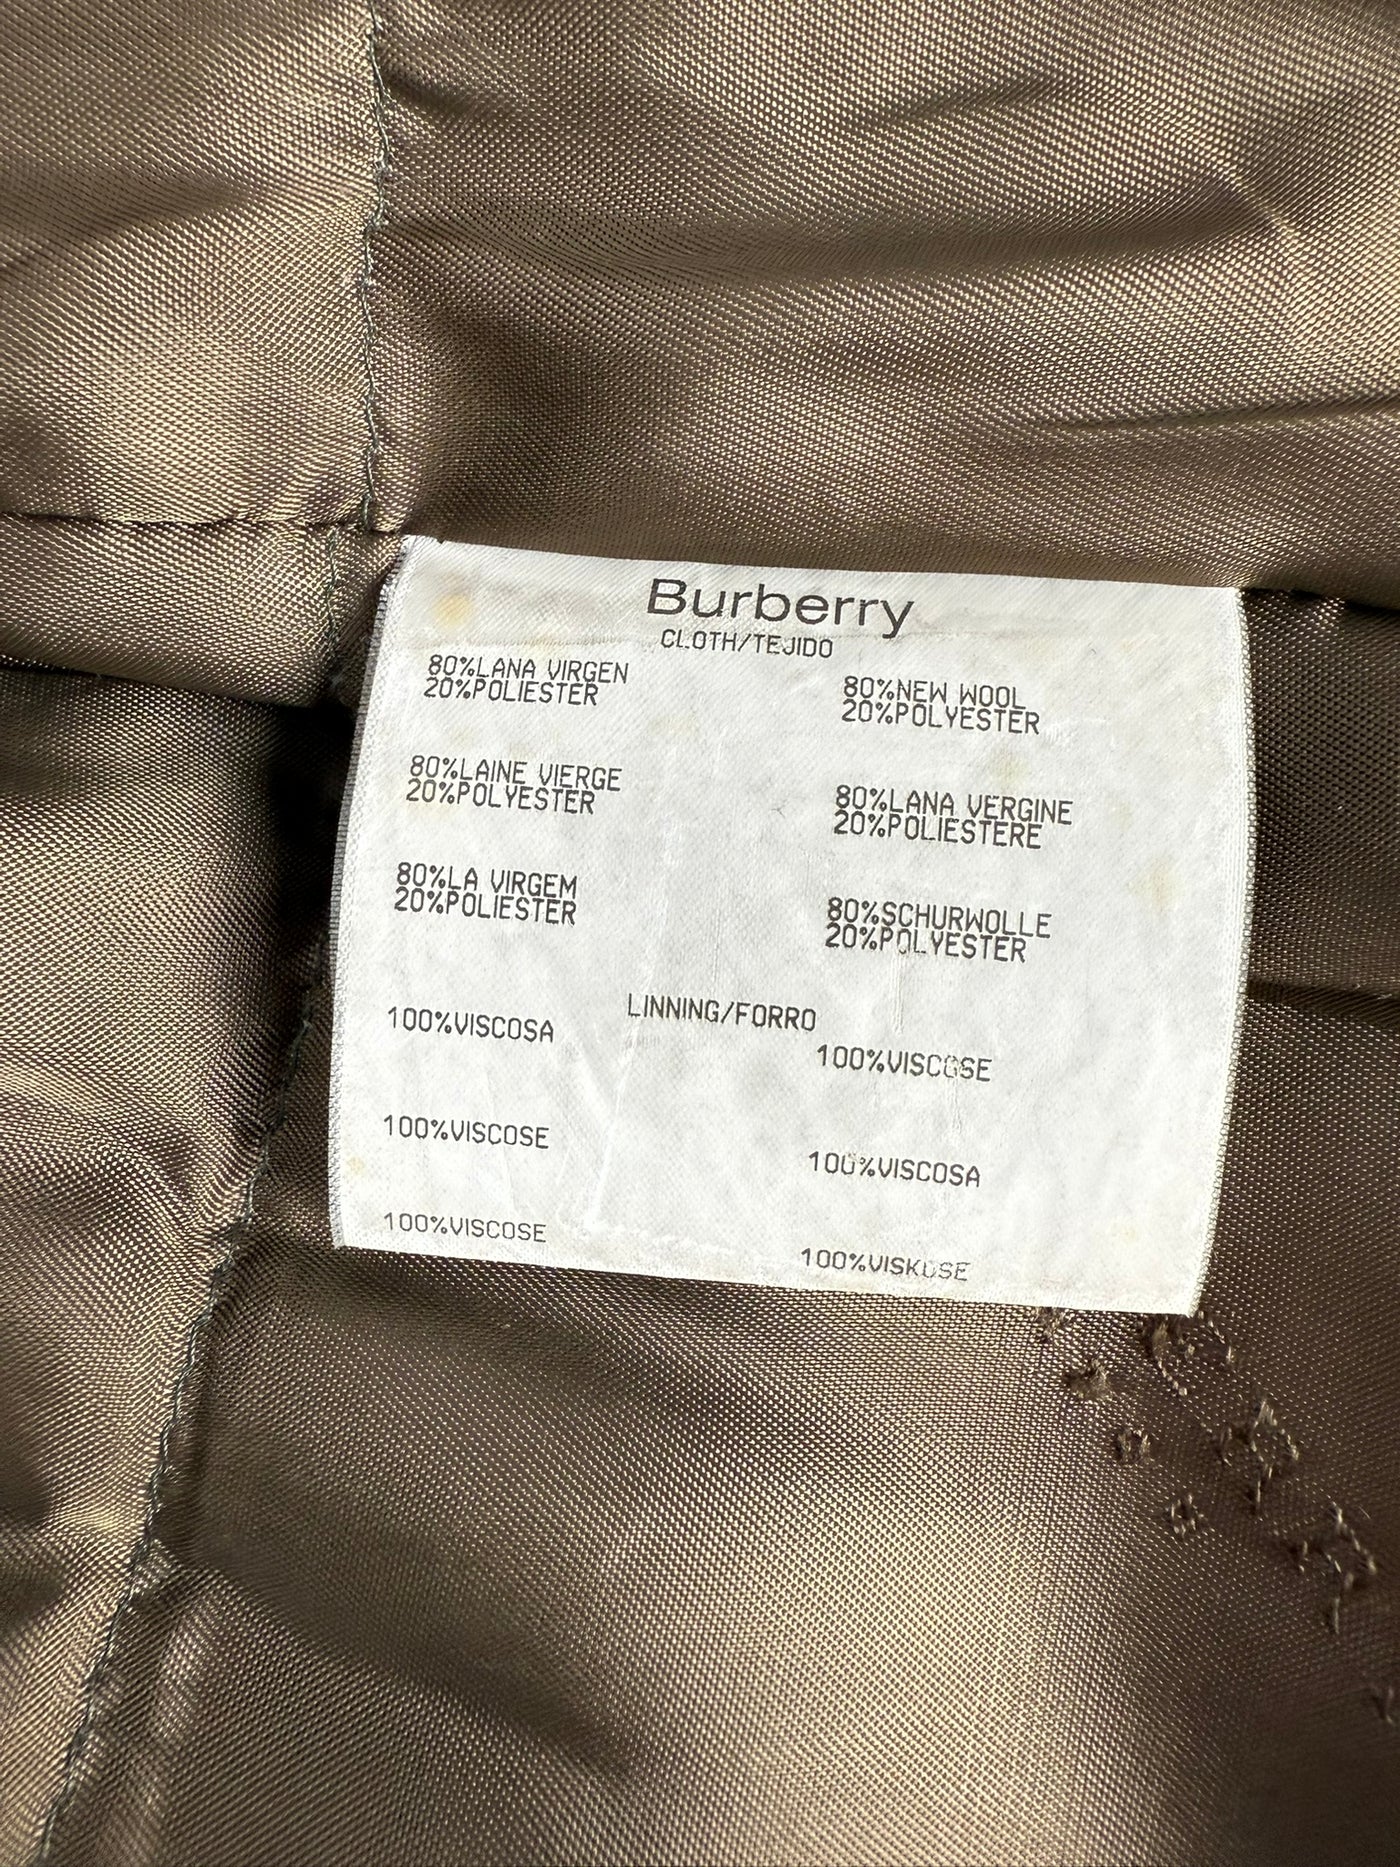 Burberry
CLOTH/TEJIDO
80%LANA VIRGEN
20%POLIESTER
80%NEW WOOL
20%POLYESTER
80%LAINE VIERGE
20%POLYESTER
80%LANA VERGINE
20%POLIESTERE
80%LA VIRGEM
20%POLIESTER
80%SCHURWOLLE
20%POLYESTER
LINNING/FORRO
100%VISCOSA
100%VISCOSE
100%VISCOSE
100%VISCOSA
100%VISCOSE
100%VISKOSE